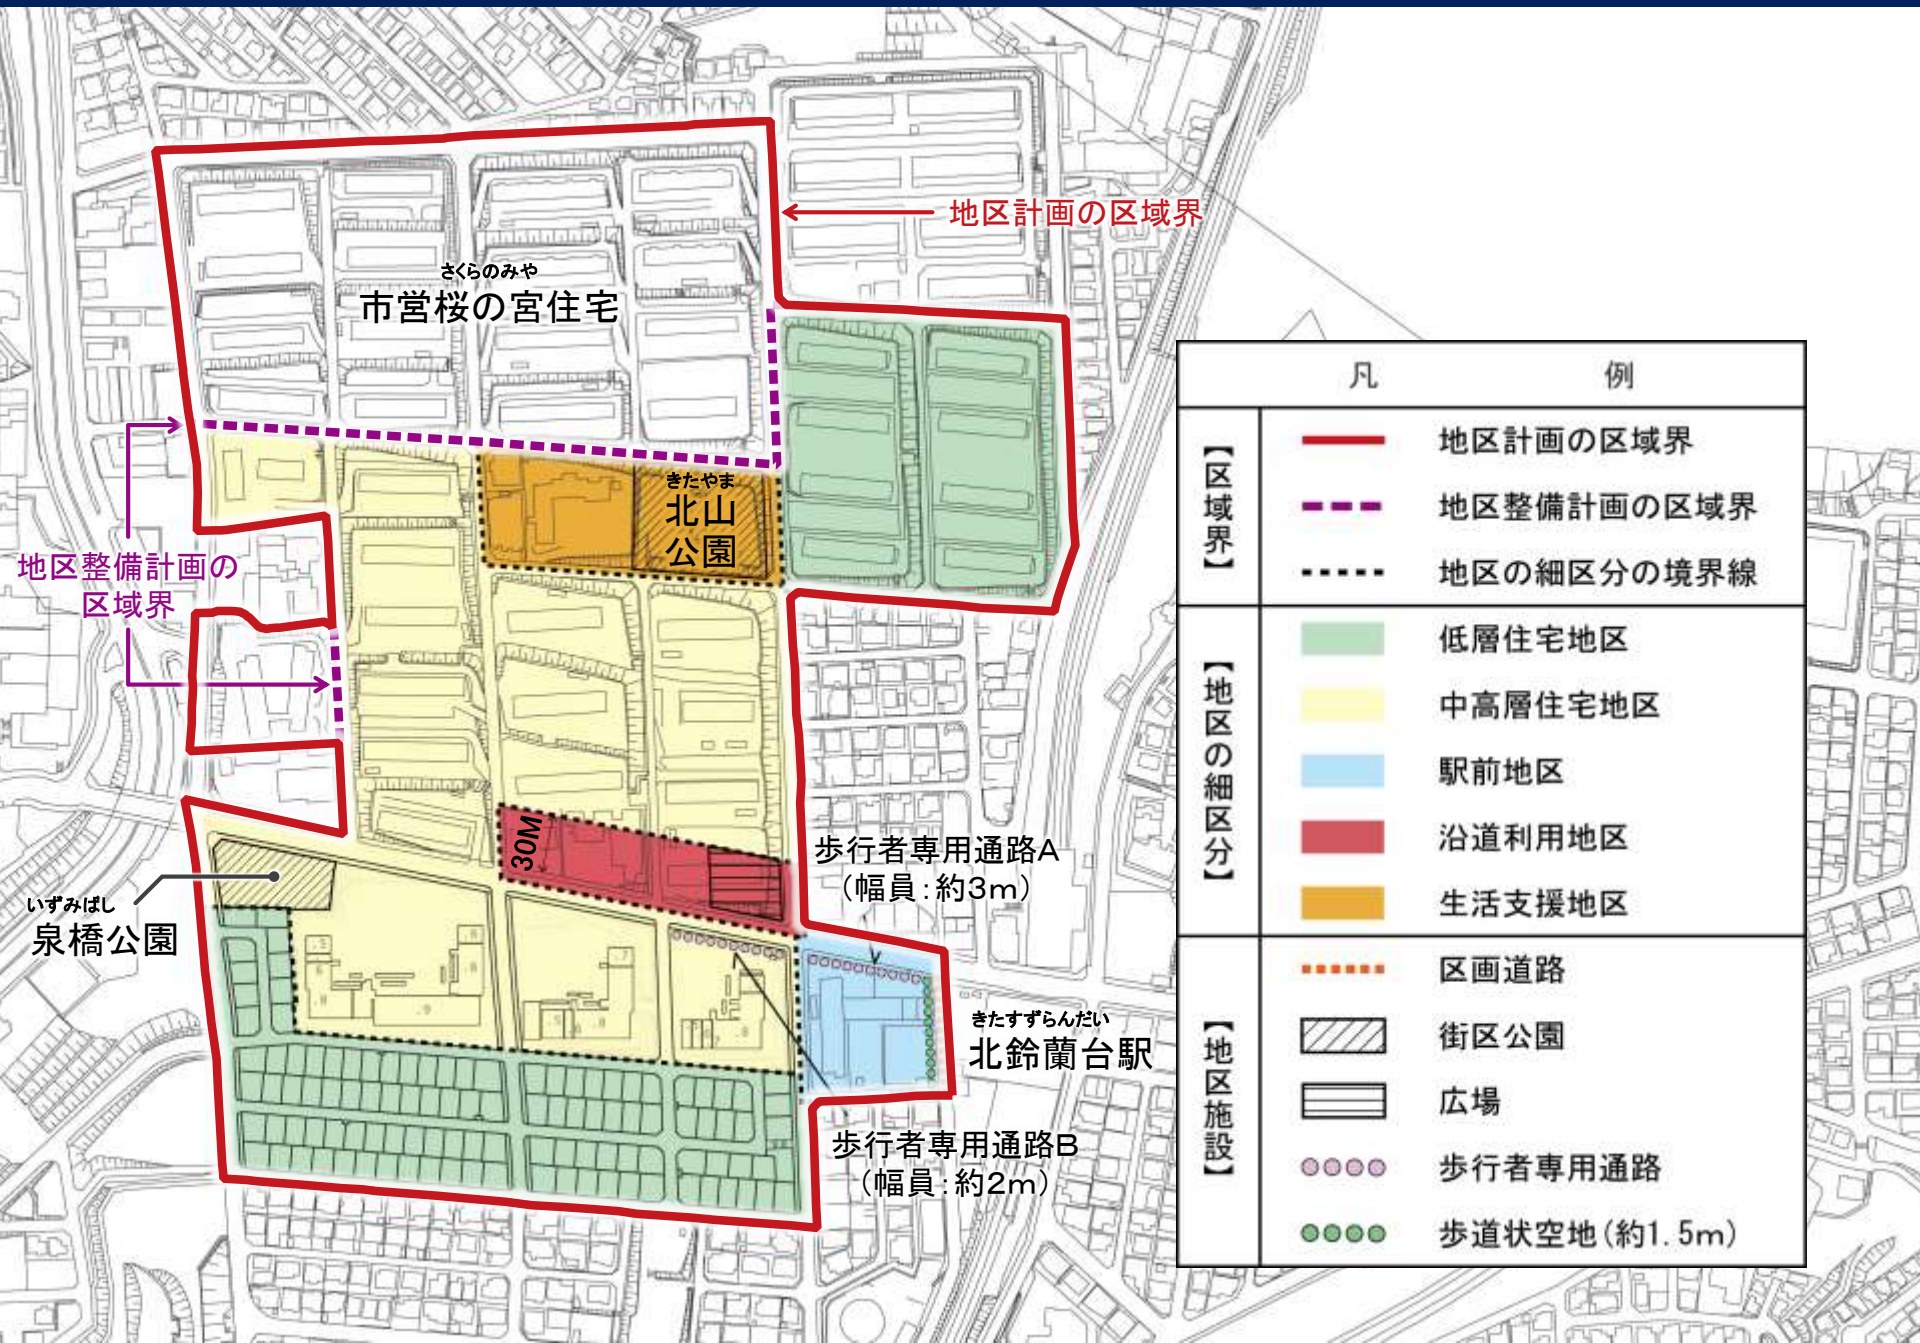 地区計画の区域界
さくらのみや
市営桜の宮住宅
きたやま
北山
公園
地区整備計画の
区域界
30M
歩行者専用通路A
（幅員：約3m）
いずみばし
泉橋公園
きたすずらんだい
北鈴蘭台駅
歩行者専用通路B
（幅員：約2m）
凡例
【区域界】
地区計画の区域界
地区整備計画の区域界
地区の細区分の境界線
【地区の細区分】
低層住宅地区
中高層住宅地区
駅前地区
沿道利用地区
生活支援地区
【地区施設】
区画道路
街区公園
広場
歩行者専用通路
歩道状空地(約1.5m)